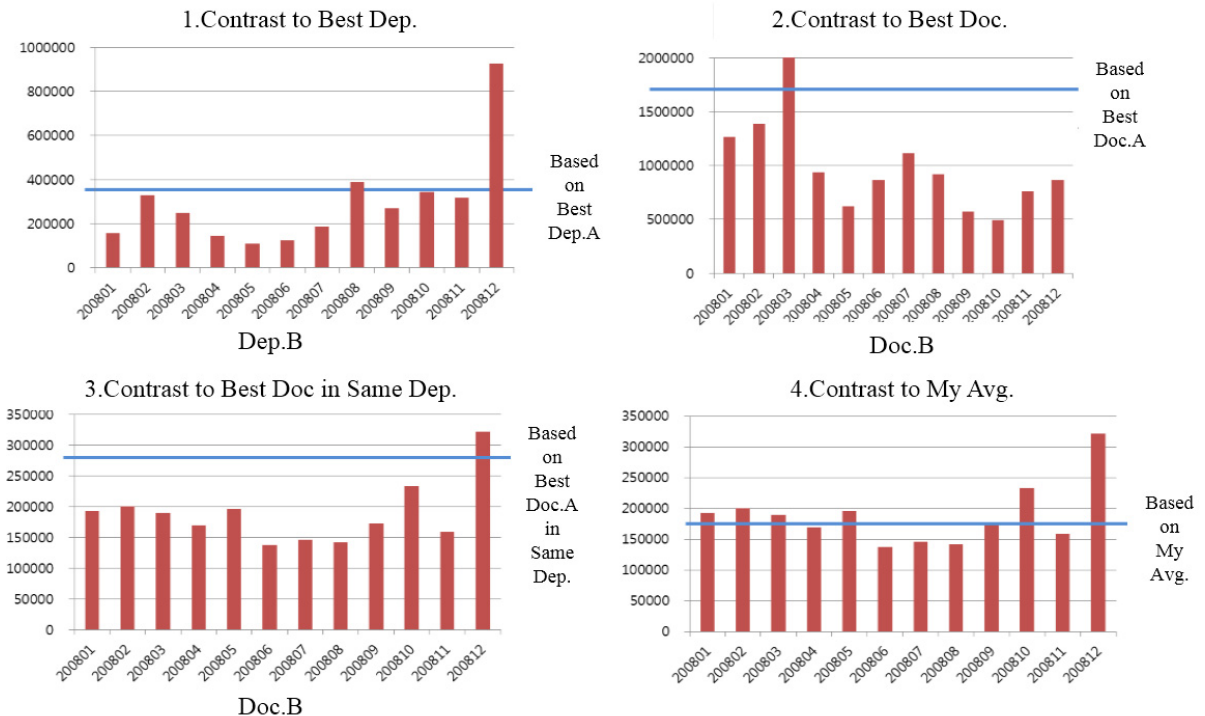 1.Contrast to Best Dep.
1000000
800000
600000
400000
200000
0
200801
200802
200803
200804
200805
200806
200807
200808
200809
200810
200811
200812
Based
on
Best
Dep.A
Dep.B
2.Contrast to Best Doc.
2000000
1500000
1000000
500000
0
200801
200802
200803
200804
200805
200806
200807
200808
200809
200810
200811
200812
Based
on
Best
Doc.A
Doc.B
3.Contrast to Best Doc in Same Dep.
350000
300000
250000
200000
150000
100000
50000
0
200801
200802
200803
200804
200805
200806
200807
200808
200809
200810
200811
200812
Based
on
Best
Doc.A
in
Same
Dep.
Doc.B
4.Contrast to My Avg.
350000
300000
250000
200000
150000
100000
50000
0
200801
200802
200803
200804
200805
200806
200807
200808
200809
200810
200811
200812
Based
on
My
Avg.